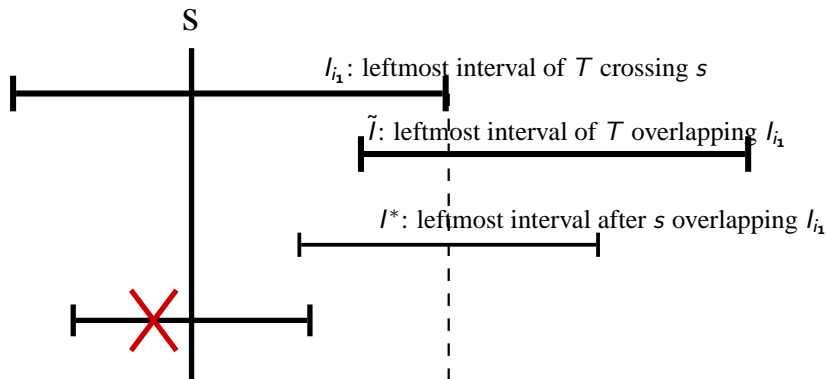 S
I_{i_1}: leftmost interval of T crossing s
Ĩ: leftmost interval of T overlapping I_{i_1}
I*: leftmost interval after s overlapping I_{i_1}